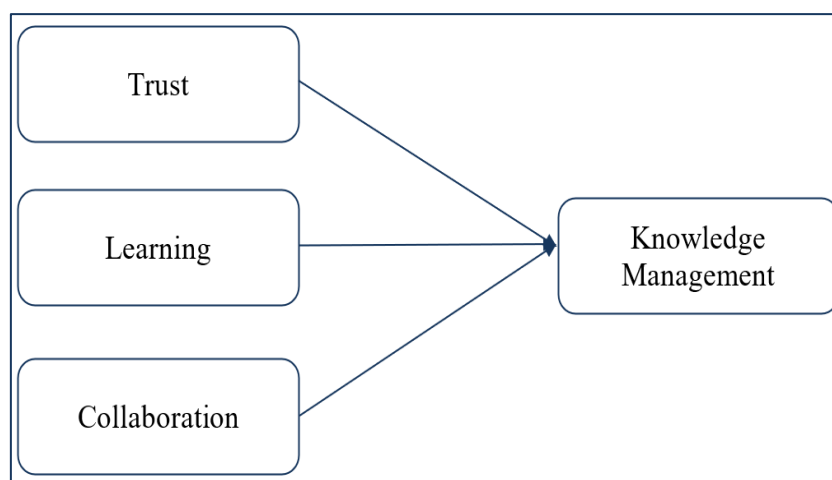 Trust
Learning
Knowledge
Management
Collaboration